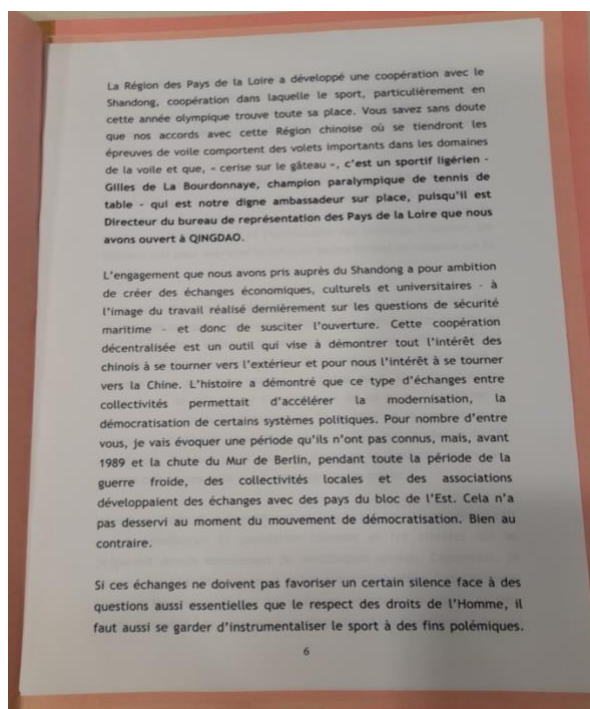 La Région des Pays de la Loire a développé une coopération avec le
Shandong, coopération dans laquelle le sport, particulièrement en
cette année olympique trouve toute sa place. Vous savez sans doute
que nos accords avec cette Région chinoise où se tiendront les
épreuves de voile comportent des volets importants dans les domaines
de la voile et que, « cerise sur le gâteau », c'est un sportif ligérien -
Gilles de La Bourdonnaye, champion paralympique de tennis de
table - qui est notre digne ambassadeur sur place, puisqu'il est
Directeur du bureau de représentation des Pays de la Loire que nous
avons ouvert à QINGDAO.
L'engagement que nous avons pris auprès du Shandong a pour ambition
de créer des échanges économiques, culturels et universitaires - à
l'image du travail réalisé dernièrement sur les questions de sécurité
maritime - et donc de susciter l'ouverture. Cette coopération
décentralisée est un outil qui vise à démontrer tout l'intérêt des
chinois à se tourner vers l'extérieur et pour nous l'intérêt à se tourner
vers la Chine. L'histoire a démontré que ce type d'échanges entre
collectivités permettait d'accélérer la modernisation, la
démocratisation de certains systèmes politiques. Pour nombre d'entre
vous, je vais évoquer une période qu'ils n'ont pas connus, mais, avant
1989 et la chute du Mur de Berlin, pendant toute la période de la
guerre froide, des collectivités locales et des associations
développaient des échanges avec des pays du bloc de l'Est. Cela n'a
pas desservi au moment du mouvement de démocratisation. Bien au
contraire.
Si ces échanges ne doivent pas favoriser un certain silence face à des
questions aussi essentielles que le respect des droits de l'Homme, il
faut aussi se garder d'instrumentaliser le sport à des fins polémiques.
6